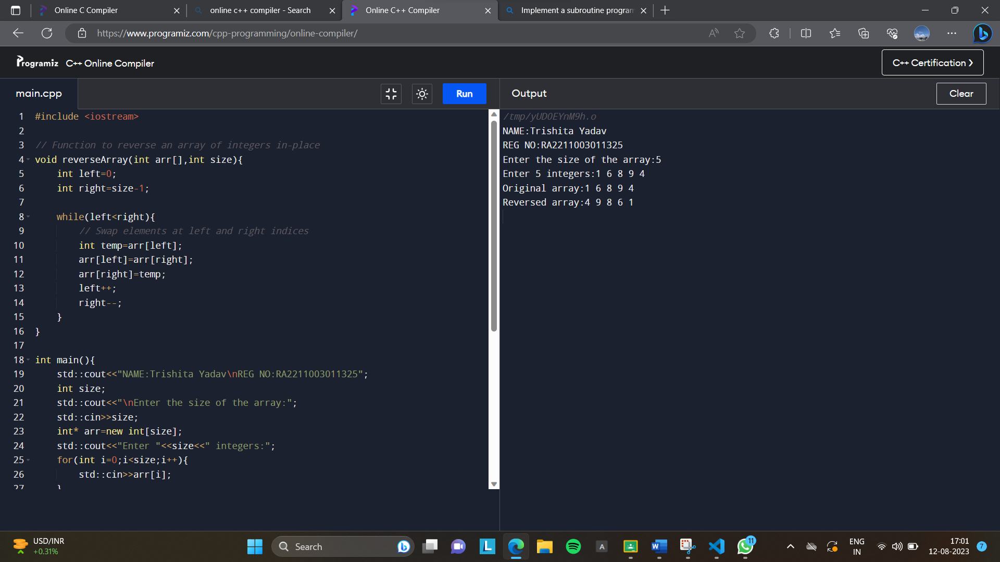 Online C Compiler
online c++ compiler - Search
Online C++ Compiler
Implement a subroutine program
https://www.programiz.com/cpp-programming/online-compiler/
Programiz C++ Online Compiler
C++ Certification >
main.cpp
Run
Output
Clear
1 #include <iostream>
2
3 // Function to reverse an array of integers in-place
4 void reverseArray(int arr[],int size){
5 int left=0;
6 int right=size-1;
7
8 while(left<right){
9 // Swap elements at left and right indices
10 int temp=arr[left];
11 arr[left]=arr[right];
12 arr[right]=temp;
13 left++;
14 right--;
15 }
16 }
17
18 int main(){
19 std::cout<<"NAME:Trishita Yadav\nREG NO:RA2211003011325";
20 int size;
21 std::cout<<"\nEnter the size of the array:";
22 std::cin>>size;
23 int* arr=new int[size];
24 std::cout<<"Enter "<<size<<" integers:";
25 for(int i=0;i<size;i++){
26 std::cin>>arr[i];
27 }
/tmp/yUD0EYnM9h.o
NAME:Trishita Yadav
REG NO:RA2211003011325
Enter the size of the array:5
Enter 5 integers:1 6 8 9 4
Original array:1 6 8 9 4
Reversed array:4 9 8 6 1
USD/INR
+0.31%
Search
L
A
W
11
ENG
IN
17:01
12-08-2023
7